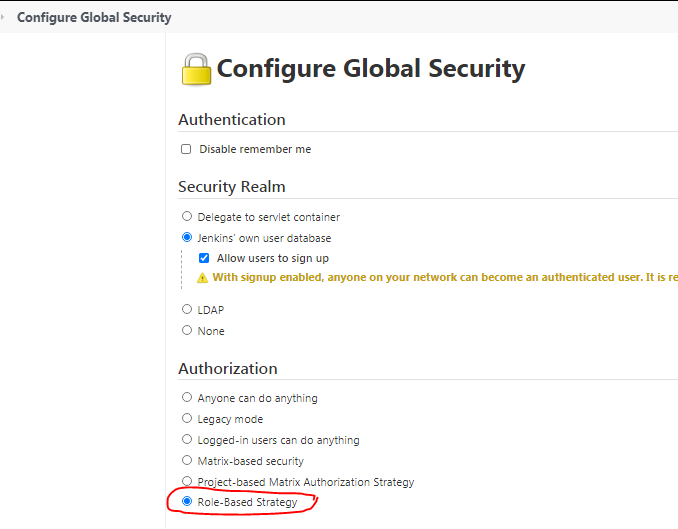 Configure Global Security
Configure Global Security
Authentication
Disable remember me
Security Realm
Delegate to servlet container
Jenkins' own user database
Allow users to sign up
With signup enabled, anyone on your network can become an authenticated user. It is re
LDAP
None
Authorization
Anyone can do anything
Legacy mode
Logged-in users can do anything
Matrix-based security
Project-based Matrix Authorization Strategy
Role-Based Strategy